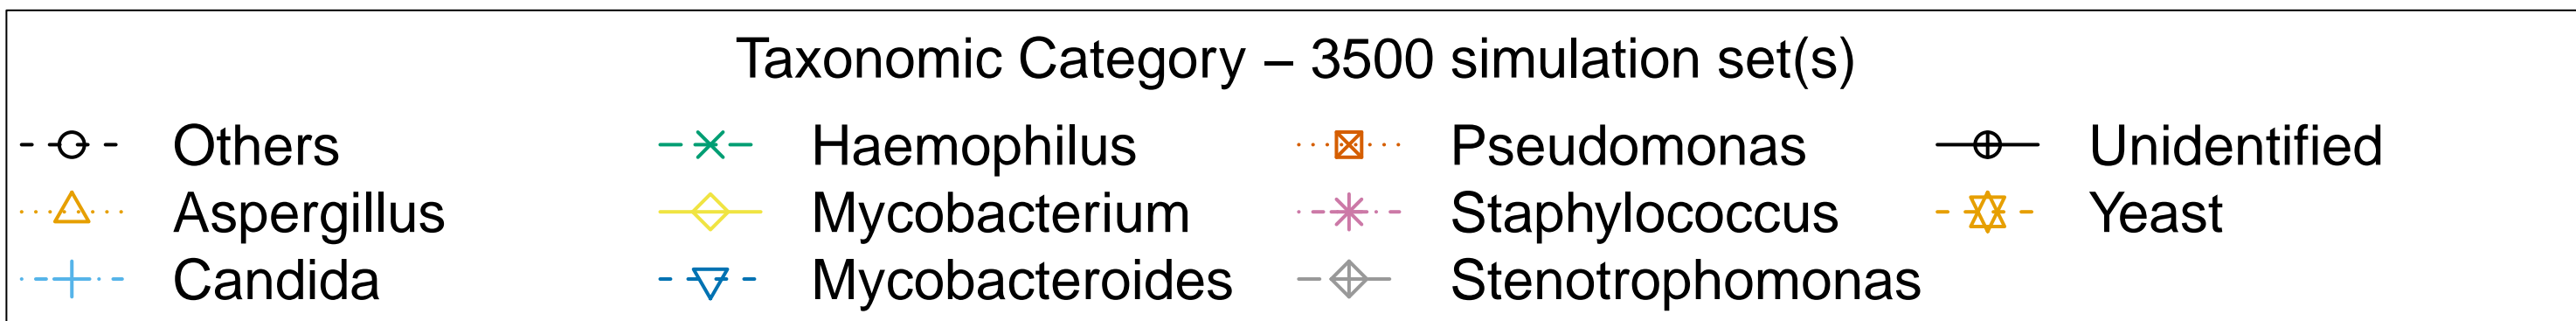 Taxonomic Category – 3500 simulation set(s)
Others Haemophilus Pseudomonas Unidentified
Aspergillus Mycobacterium Staphylococcus Yeast
Candida Mycobacteroides Stenotrophomonas